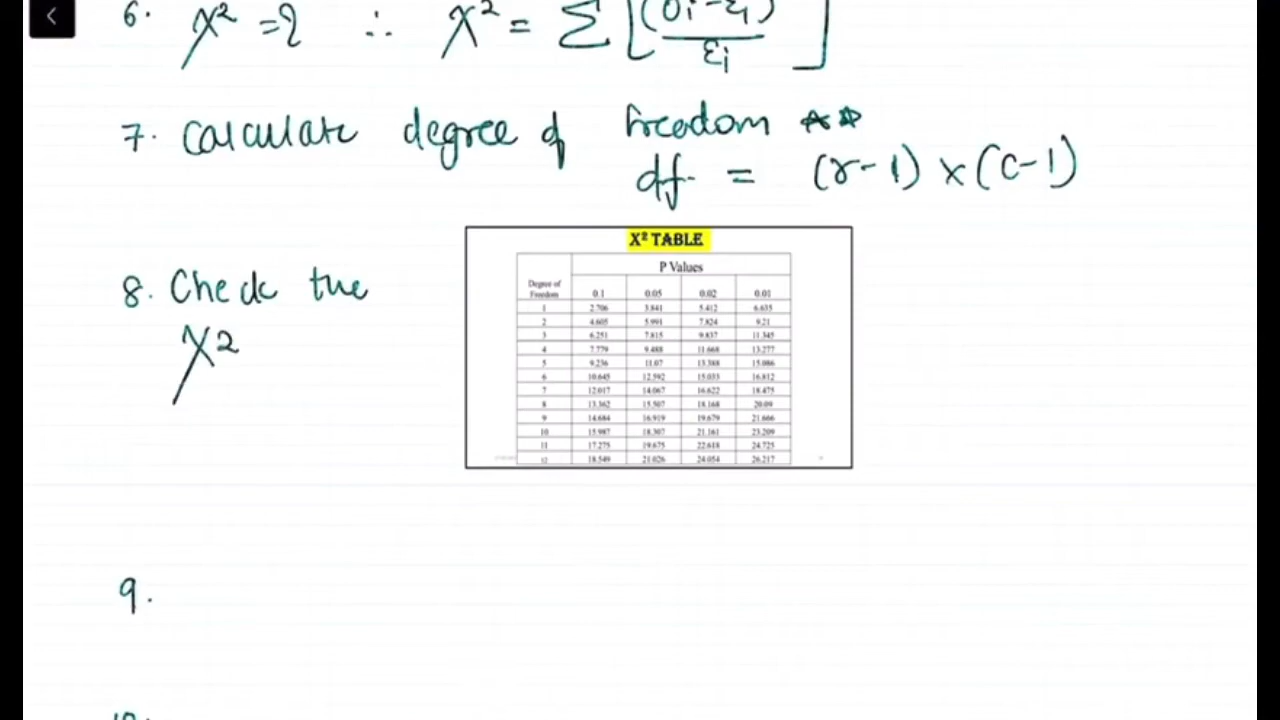 6. X² = ? ∴ X² = Σ [(Oi - Ei) / Ei]
7. Calculate degree of freedom **
df = (r-1) × (c-1)
8. Check the
X²
X² TABLE
P Values
Degree of Freedom 0.1 0.05 0.02 0.01
1 2.706 3.841 5.412 6.635
2 4.605 5.991 7.824 9.21
3 6.251 7.815 9.837 11.345
4 7.779 9.488 11.668 13.277
5 9.236 11.07 13.388 15.086
6 10.645 12.592 15.033 16.812
7 12.017 14.067 16.622 18.475
8 13.362 15.507 18.168 20.09
9 14.684 16.919 19.679 21.666
10 15.987 18.307 21.161 23.209
11 17.275 19.675 22.618 24.725
12 18.549 21.026 24.054 26.217
9.